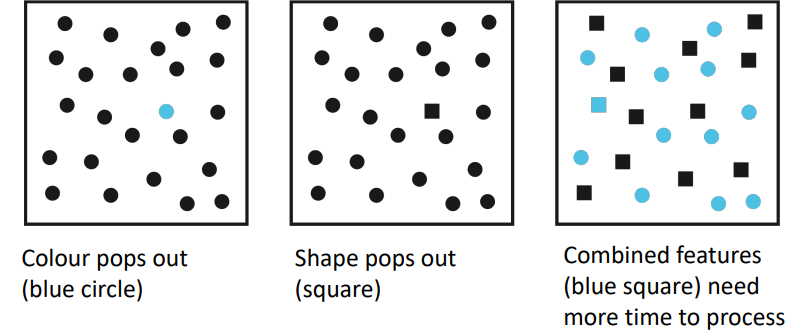 Colour pops out
(blue circle)
Shape pops out
(square)
Combined features
(blue square) need
more time to process